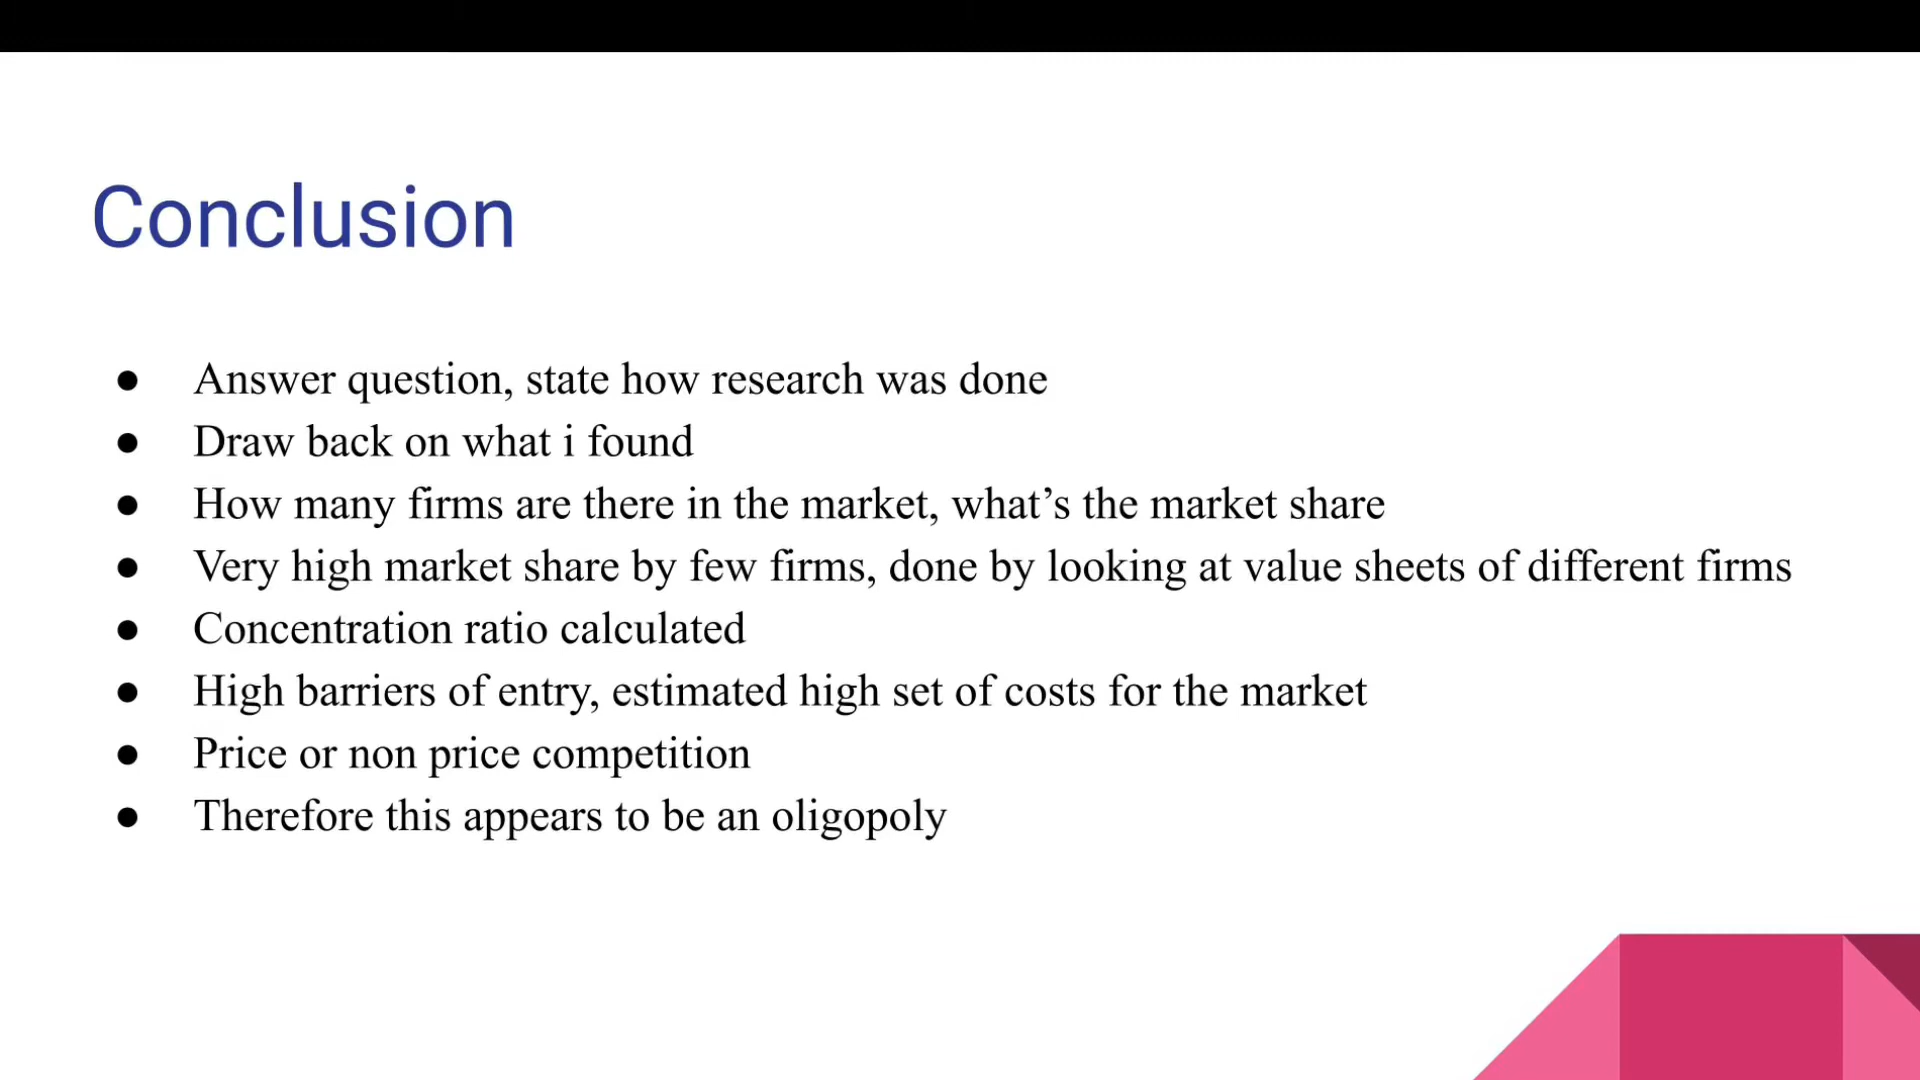 Conclusion
● Answer question, state how research was done
● Draw back on what i found
● How many firms are there in the market, what’s the market share
● Very high market share by few firms, done by looking at value sheets of different firms
● Concentration ratio calculated
● High barriers of entry, estimated high set of costs for the market
● Price or non price competition
● Therefore this appears to be an oligopoly